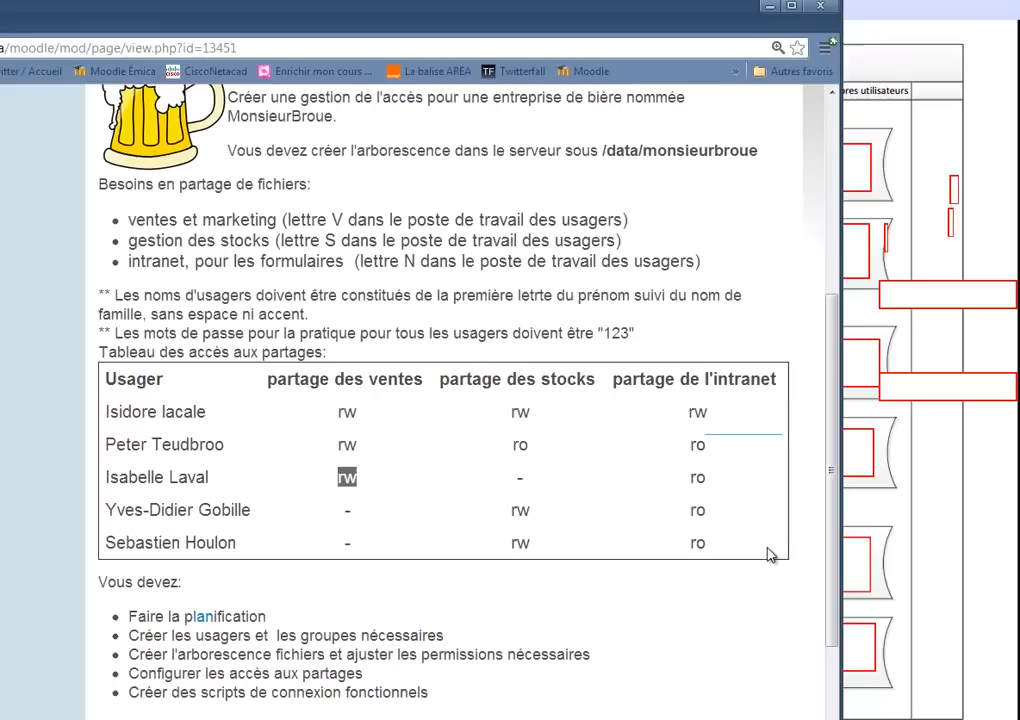 a/moodle/mod/page/view.php?id=13451
itter / Accueil Moodle Émica CiscoNetacad Enrichir mon cours ... La balise AREA Twitterfall Moodle » Autres favoris
res utilisateurs
Créer une gestion de l'accès pour une entreprise de bière nommée
MonsieurBroue.
Vous devez créer l'arborescence dans le serveur sous /data/monsieurbroue
Besoins en partage de fichiers:
• ventes et marketing (lettre V dans le poste de travail des usagers)
• gestion des stocks (lettre S dans le poste de travail des usagers)
• intranet, pour les formulaires (lettre N dans le poste de travail des usagers)
** Les noms d'usagers doivent être constitués de la première letrte du prénom suivi du nom de
famille, sans espace ni accent.
** Les mots de passe pour la pratique pour tous les usagers doivent être "123"
Tableau des accès aux partages:
Usager partage des ventes partage des stocks partage de l'intranet
Isidore lacale rw rw rw
Peter Teudbroo rw ro ro
Isabelle Laval rw - ro
Yves-Didier Gobille - rw ro
Sebastien Houlon - rw ro
Vous devez:
• Faire la planification
• Créer les usagers et les groupes nécessaires
• Créer l'arborescence fichiers et ajuster les permissions nécessaires
• Configurer les accès aux partages
• Créer des scripts de connexion fonctionnels